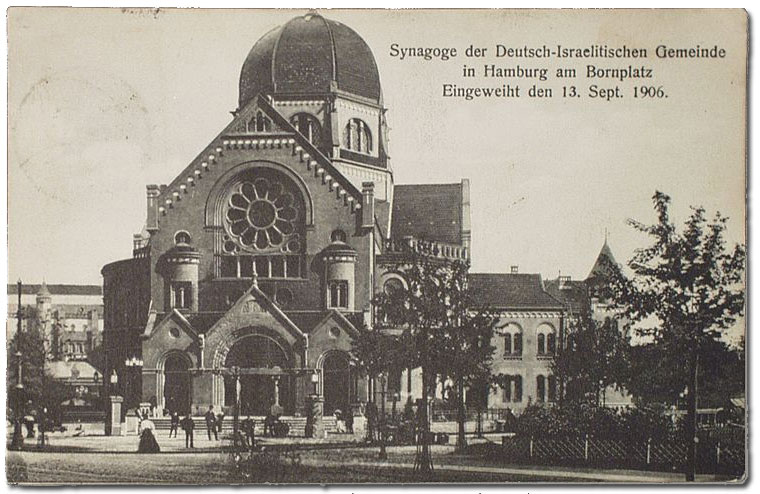 Synagoge der Deutsch-Israelitischen Gemeinde
in Hamburg am Bornplatz
Eingeweiht den 13. Sept. 1906.